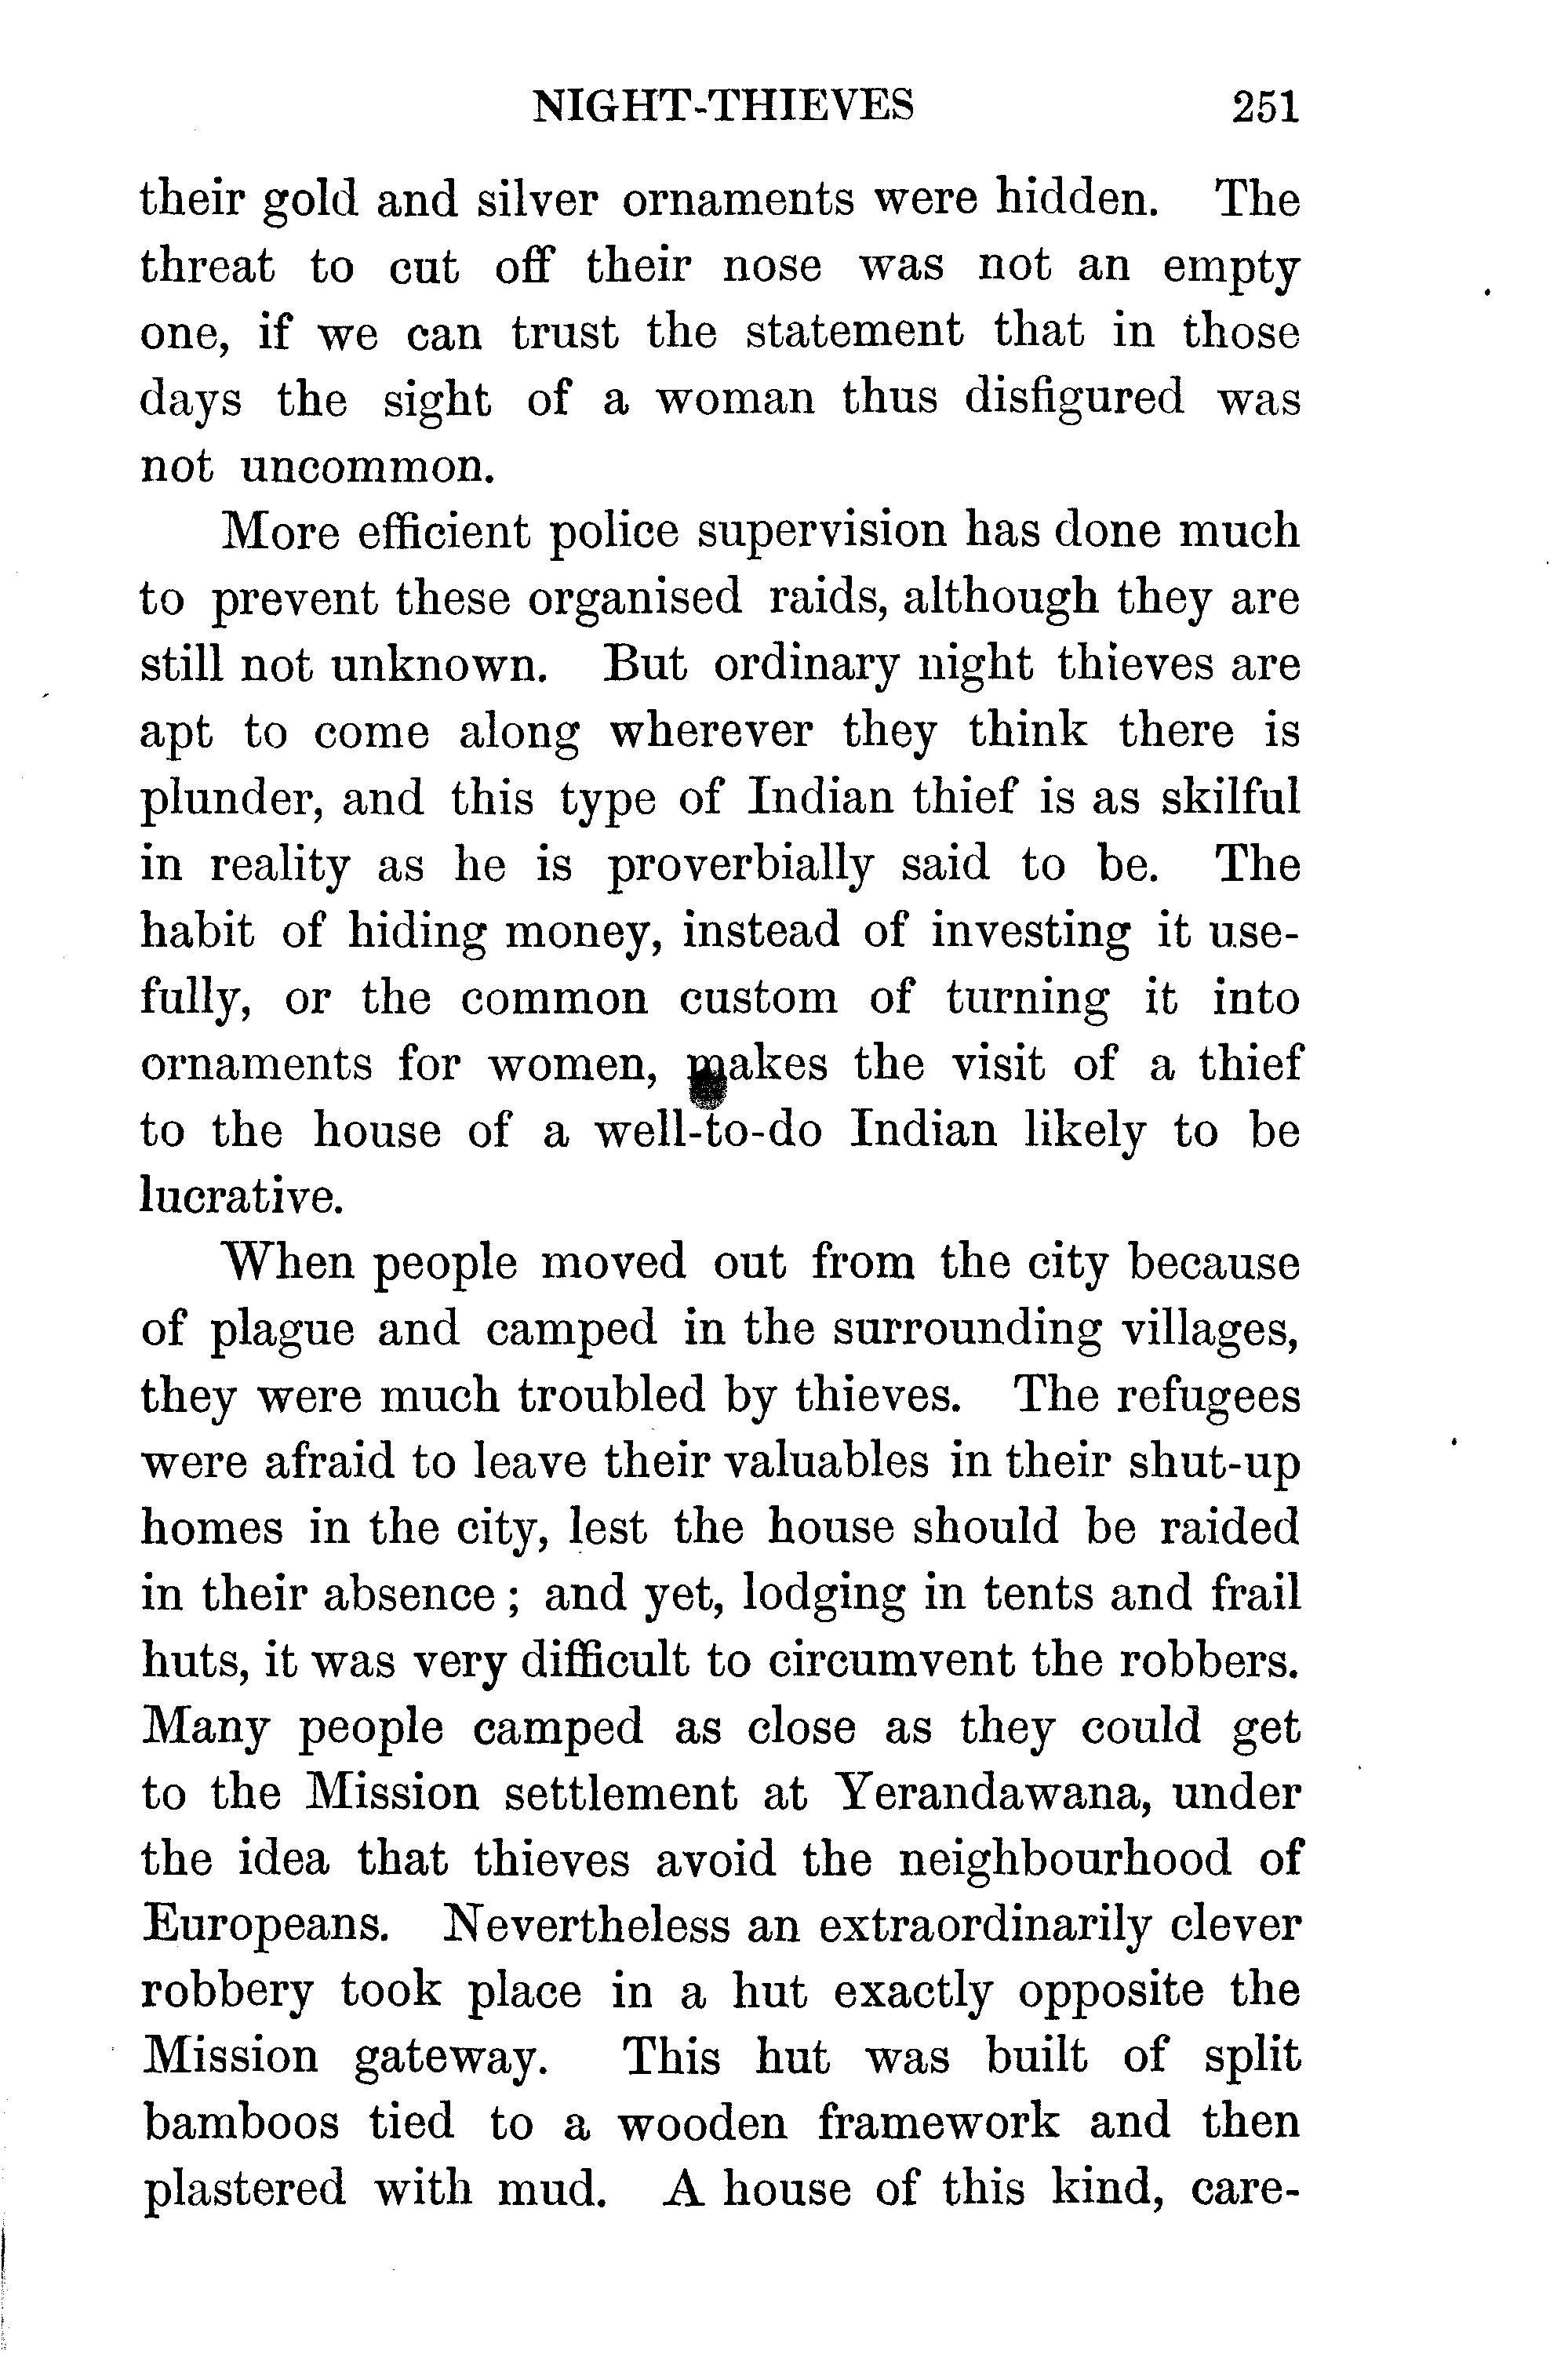 NIGHT-THIEVES 251
their gold and silver ornaments were hidden. The
threat to cut off their nose was not an empty
one, if we can trust the statement that in those
days the sight of a woman thus disfigured was
not uncommon.
More efficient police supervision has done much
to prevent these organised raids, although they are
still not unknown. But ordinary night thieves are
apt to come along wherever they think there is
plunder, and this type of Indian thief is as skilful
in reality as he is proverbially said to be. The
habit of hiding money, instead of investing it use-
fully, or the common custom of turning it into
ornaments for women, makes the visit of a thief
to the house of a well-to-do Indian likely to be
lucrative.
When people moved out from the city because
of plague and camped in the surrounding villages,
they were much troubled by thieves. The refugees
were afraid to leave their valuables in their shut-up
homes in the city, lest the house should be raided
in their absence ; and yet, lodging in tents and frail
huts, it was very difficult to circumvent the robbers.
Many people camped as close as they could get
to the Mission settlement at Yerandawana, under
the idea that thieves avoid the neighbourhood of
Europeans. Nevertheless an extraordinarily clever
robbery took place in a hut exactly opposite the
Mission gateway. This hut was built of split
bamboos tied to a wooden framework and then
plastered with mud. A house of this kind, care-